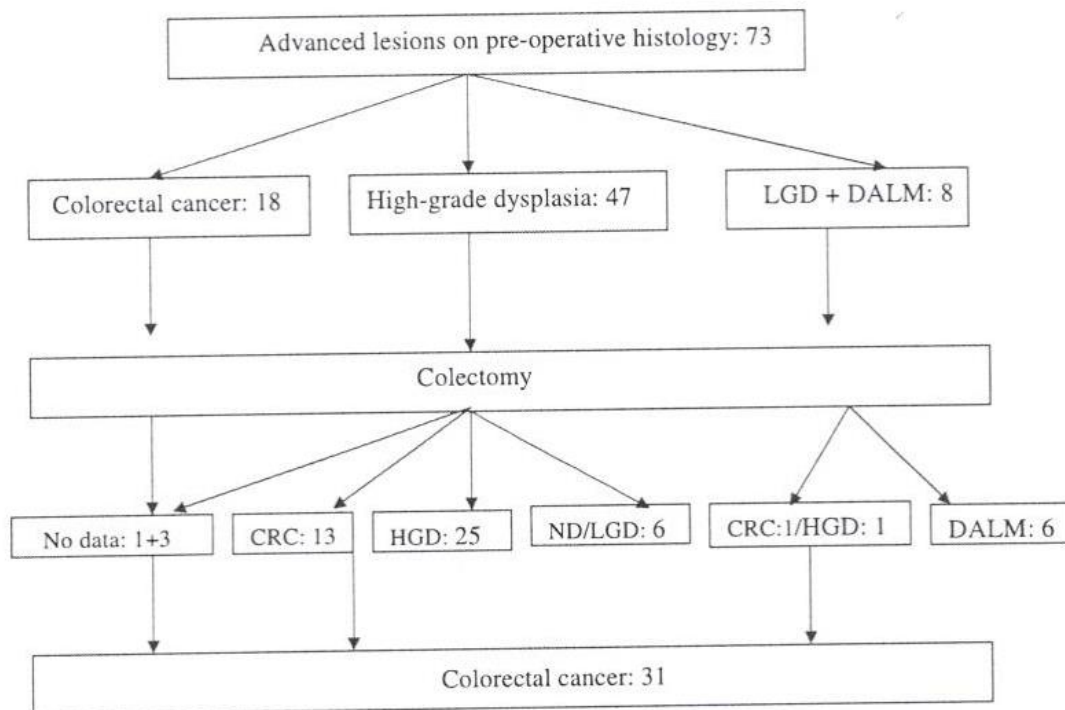 Advanced lesions on pre-operative histology: 73
Colorectal cancer: 18
High-grade dysplasia: 47
LGD + DALM: 8
Colectomy
No data: 1+3
CRC: 13
HGD: 25
ND/LGD: 6
CRC:1/HGD: 1
DALM: 6
Colorectal cancer: 31